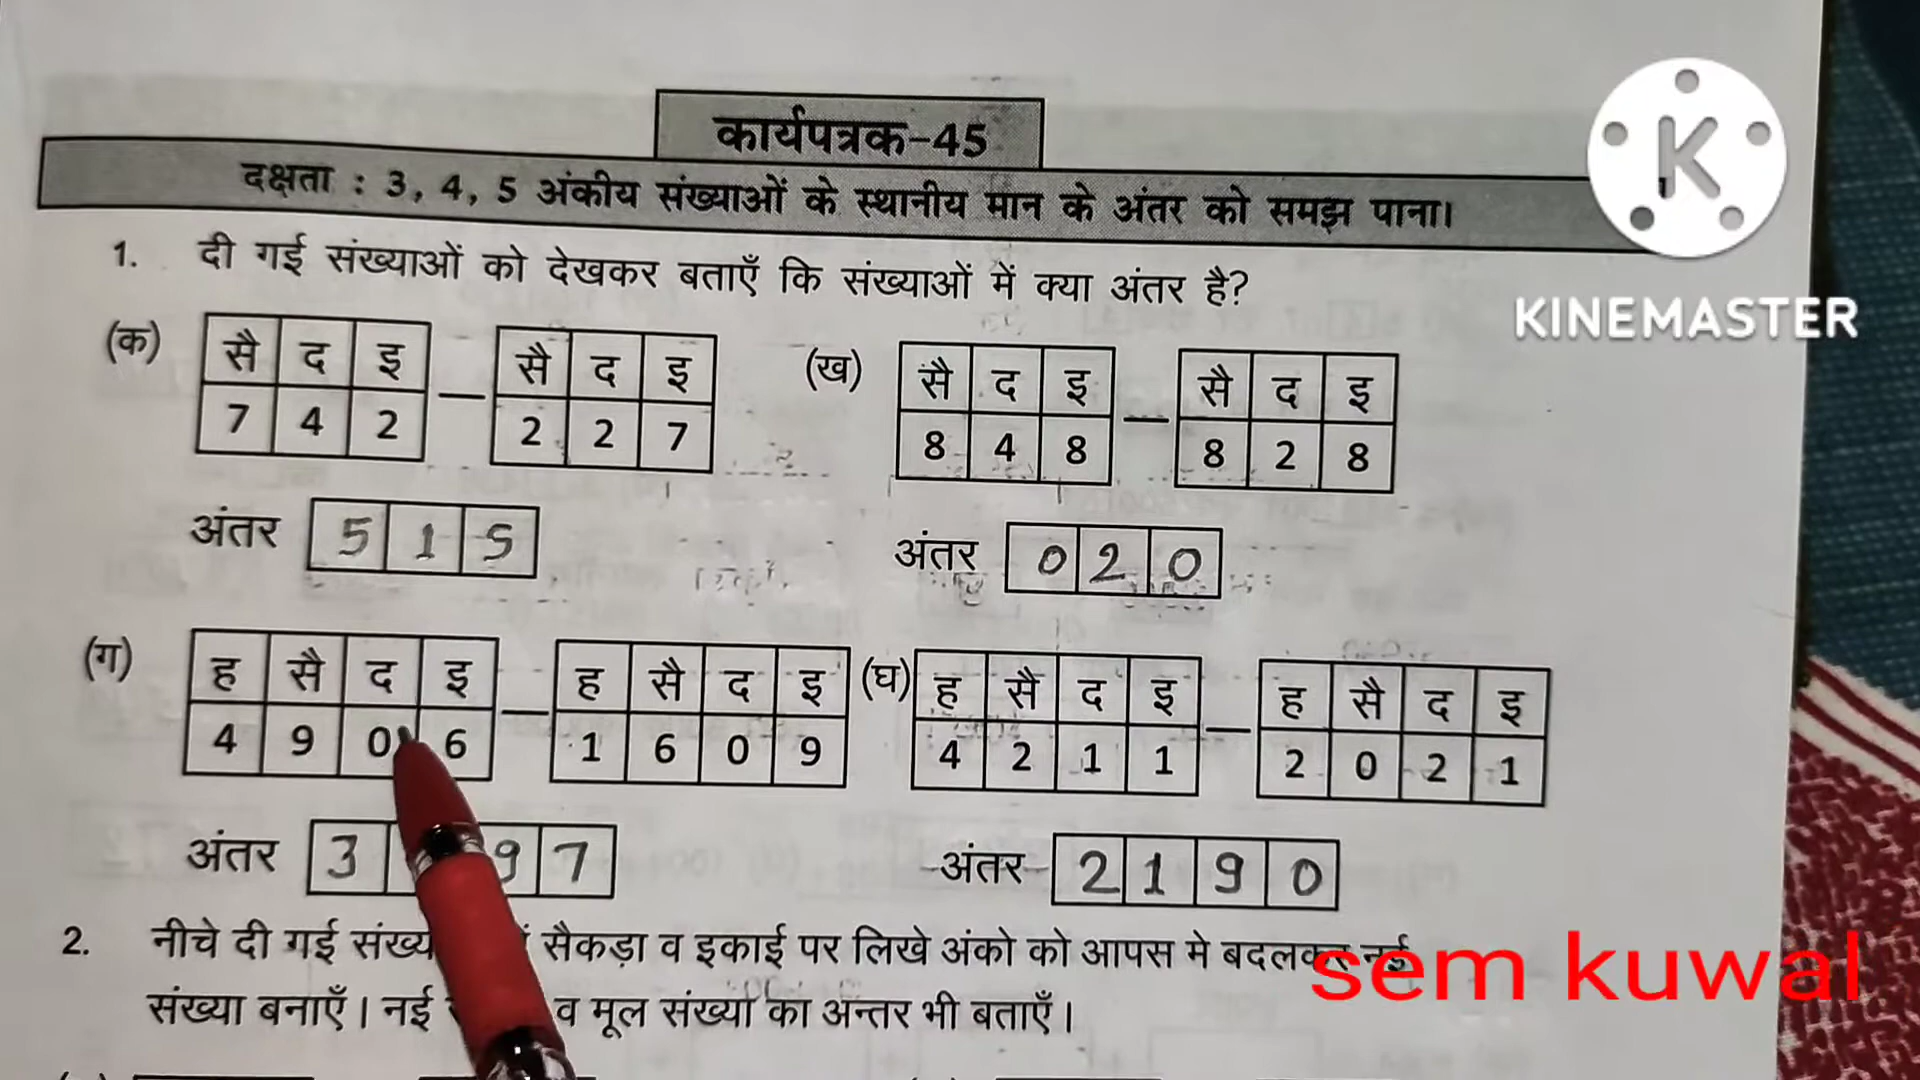 कार्यपत्रक-45
दक्षता : 3, 4, 5 अंकीय संख्याओं के स्थानीय मान के अंतर को समझ पाना।
1. दी गई संख्याओं को देखकर बताएँ कि संख्याओं में क्या अंतर है?
(क) सै द इ — सै द इ (ख) सै द इ — सै द इ
7 4 2 2 2 7 8 4 8 8 2 8
अंतर 5 1 5 अंतर 0 2 0
(ग) ह सै द इ — ह सै द इ (घ) ह सै द इ — ह सै द इ
4 9 0 6 1 6 0 9 4 2 1 1 2 0 2 1
अंतर 3 9 7 अंतर 2 1 9 0
2. नीचे दी गई सैकड़ा व इकाई पर लिखे अंको को आपस मे बदलकर नई
संख्या बनाएँ। नई व मूल संख्या का अन्तर भी बताएँ।
K
KINEMASTER
sem kuwal